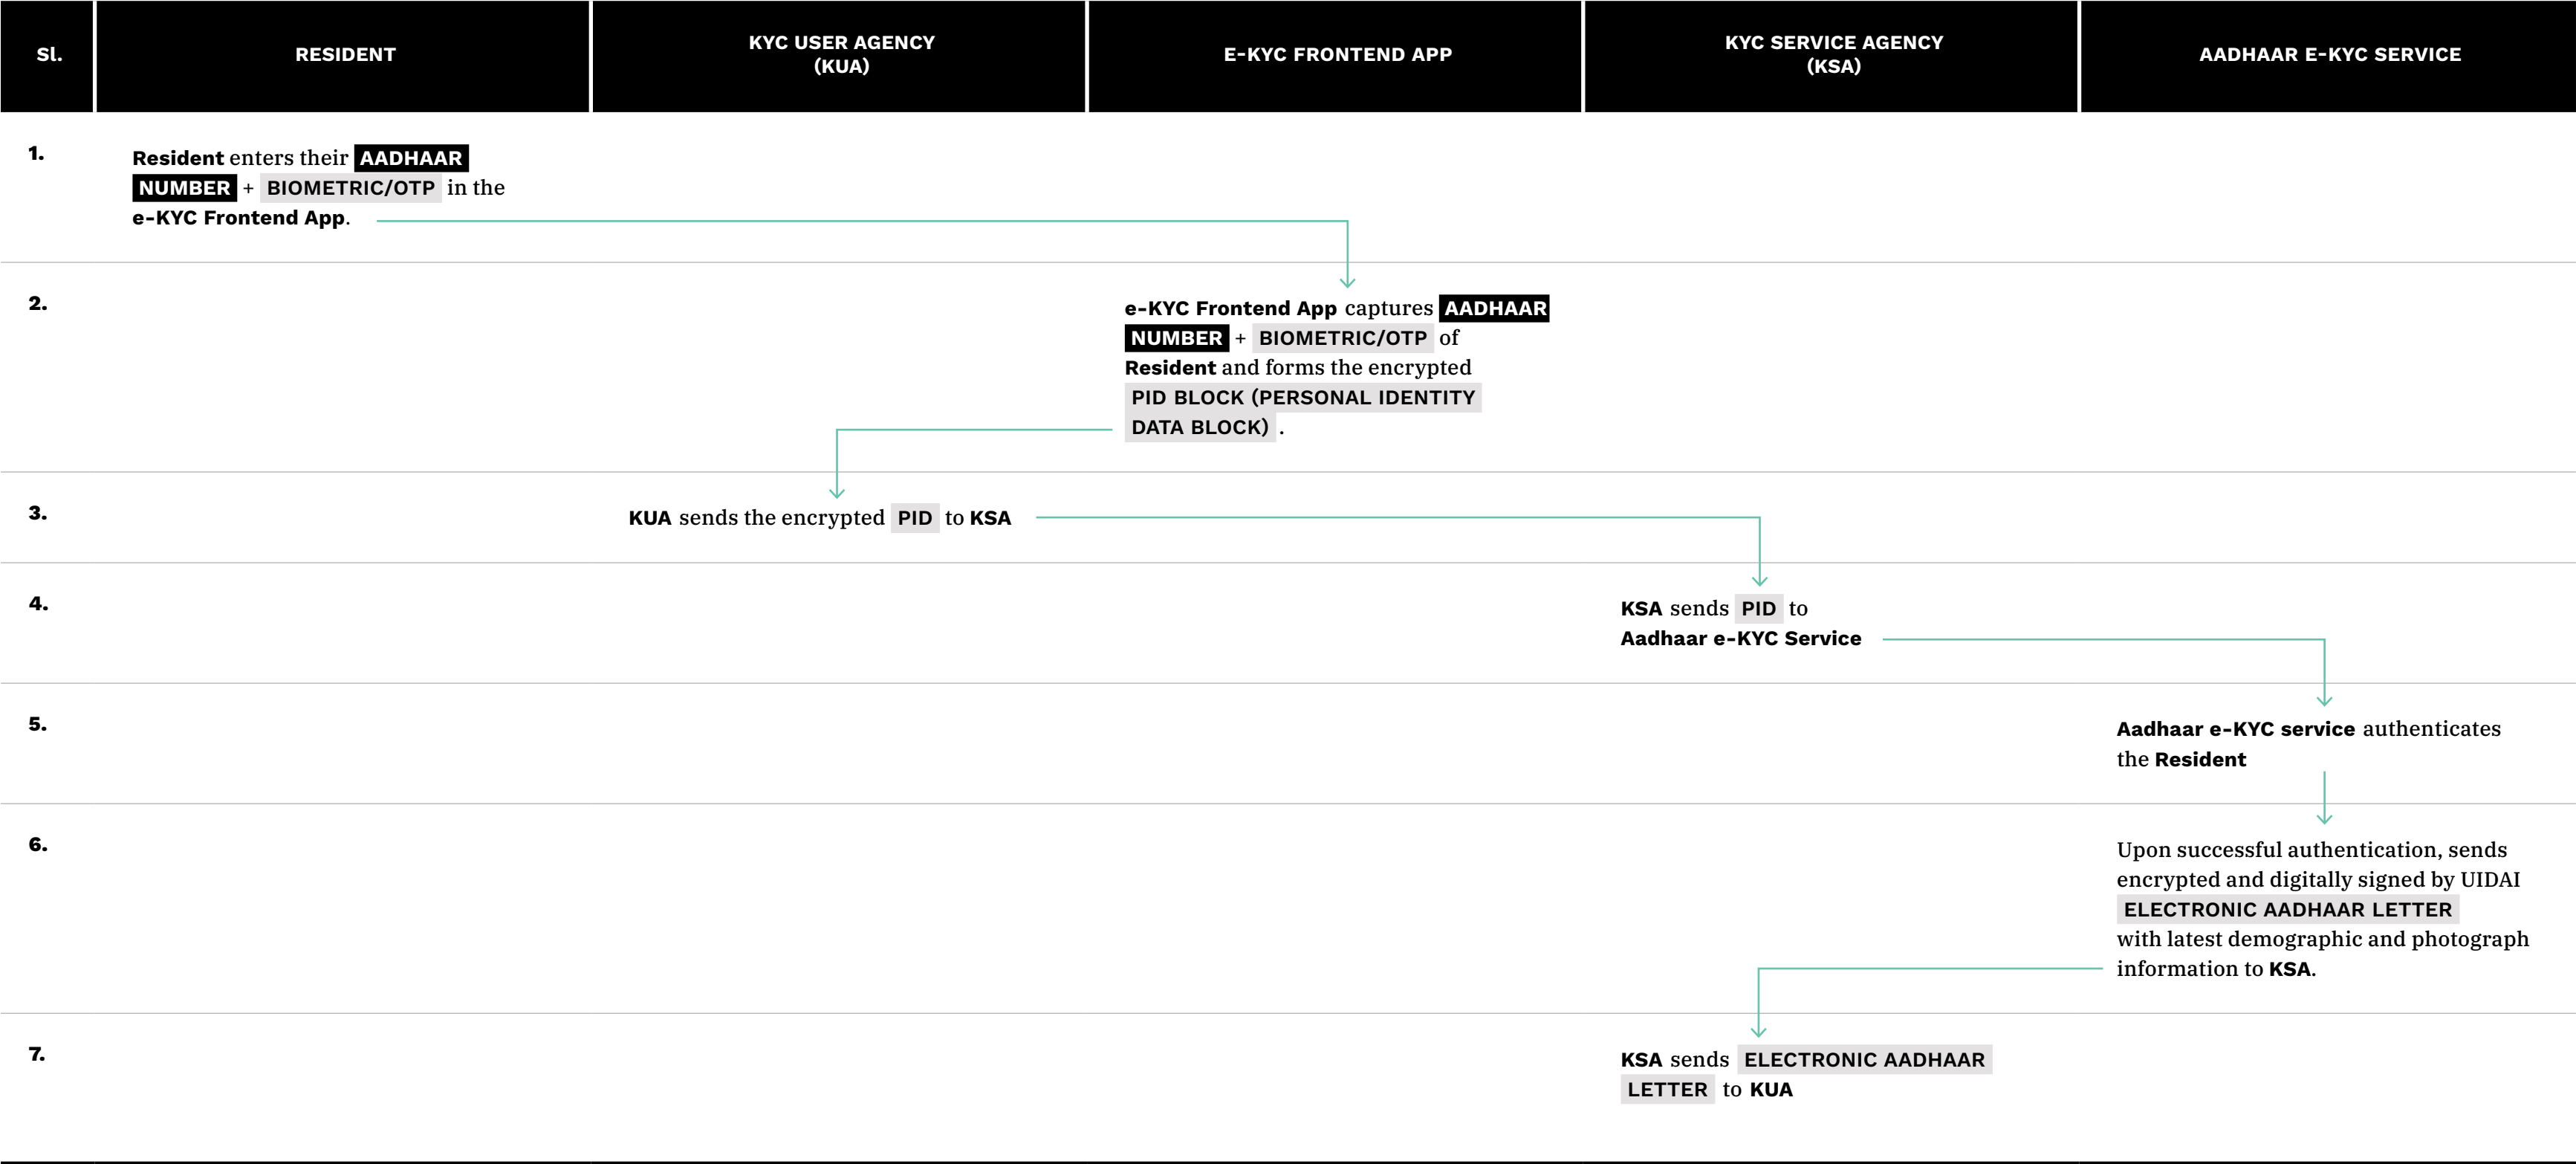 Sl.
RESIDENT
KYC USER AGENCY
(KUA)
E-KYC FRONTEND APP
KYC SERVICE AGENCY
(KSA)
AADHAAR E-KYC SERVICE
1.
Resident enters their AADHAAR
NUMBER + BIOMETRIC/OTP in the
e-KYC Frontend App.
2.
e-KYC Frontend App captures AADHAAR
NUMBER + BIOMETRIC/OTP of
Resident and forms the encrypted
PID BLOCK (PERSONAL IDENTITY
DATA BLOCK) .
3.
KUA sends the encrypted PID to KSA
4.
KSA sends PID to
Aadhaar e-KYC Service
5.
Aadhaar e-KYC service authenticates
the Resident
6.
Upon successful authentication, sends
encrypted and digitally signed by UIDAI
ELECTRONIC AADHAAR LETTER
with latest demographic and photograph
information to KSA.
7.
KSA sends ELECTRONIC AADHAAR
LETTER to KUA